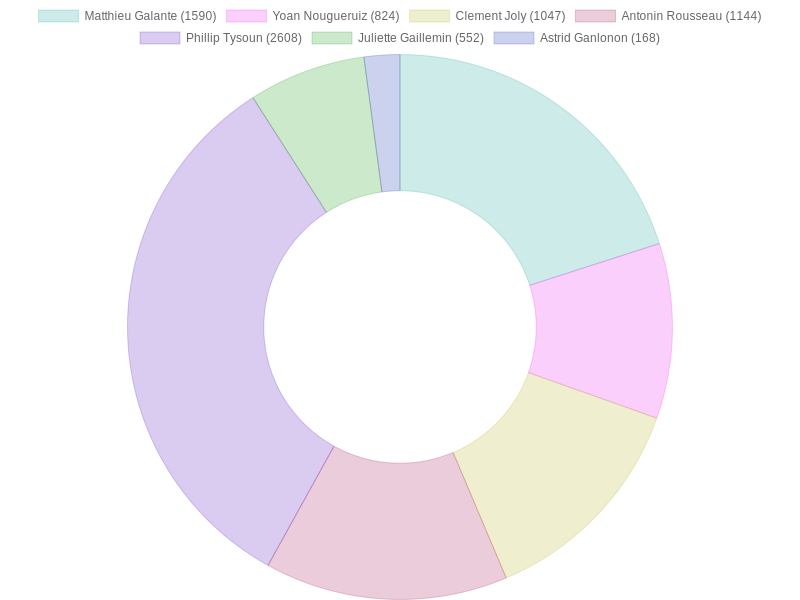 Matthieu Galante (1590) Yoan Nougueruiz (824) Clement Joly (1047) Antonin Rousseau (1144)
Phillip Tysoun (2608) Juliette Gaillemin (552) Astrid Ganlonon (168)